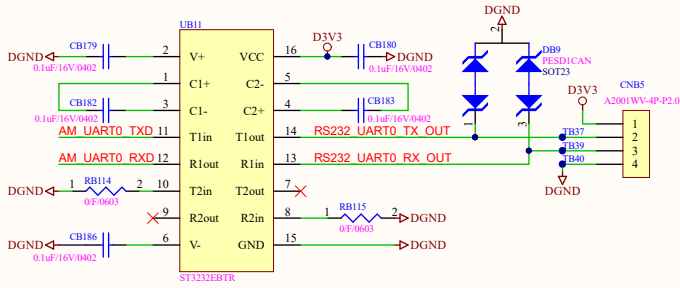 UB11
DGND
CB179
0.1uF/16V/0402
2 V+ VCC 16
D3V3
CB180
DGND
0.1uF/16V/0402
1 C1+ C2- 5
CB182
0.1uF/16V/0402
3 C1- C2+ 4
CB183
0.1uF/16V/0402
AM_UART0_TXD 11 T1in T1out 14 RS232_UART0_TX_OUT
AM_UART0_RXD 12 R1out R1in 13 RS232_UART0_RX_OUT
DGND 1 RB114 2 10 T2in T2out 7
0/F/0603
9 R2out R2in 8 1 RB115 2 DGND
0/F/0603
DGND CB186 6 V- GND 15 DGND
0.1uF/16V/0402
ST3232EBTR
DGND
2
DB9
PESD1CAN
SOT23
1
3
D3V3
CNB5
A2001WV-4P-P2.0
1
TB37 2
TB39 3
TB40 4
DGND